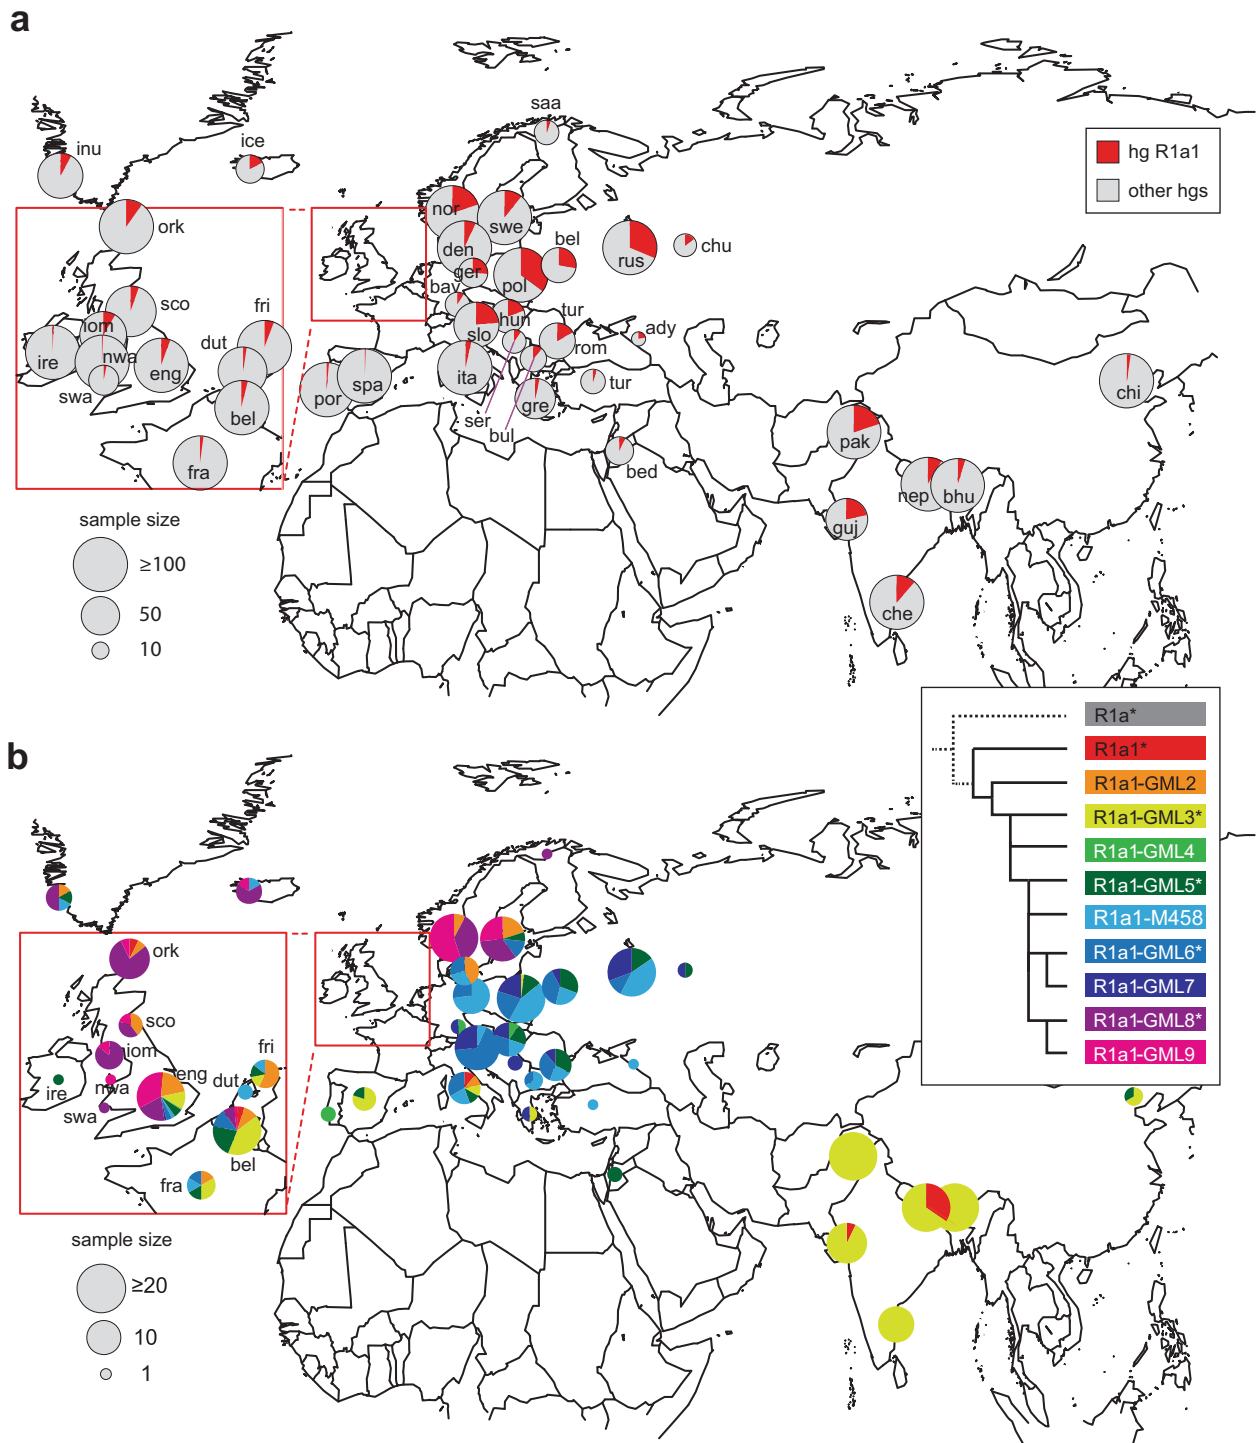 a
saa
inu
ice
hg R1a1
other hgs
ork
nor
swe
den
bel
rus
chu
ger
pol
bav
sco
fri
iom
dut
hun
tur
slo
ady
rom
ire
nwa
eng
swa
bel
por
spa
ita
tur
gre
ser
bul
chi
fra
bed
pak
nep
bhu
guj
che
sample size
≥100
50
10
R1a*
R1a1*
R1a1-GML2
R1a1-GML3*
R1a1-GML4
R1a1-GML5*
R1a1-M458
R1a1-GML6*
R1a1-GML7
R1a1-GML8*
R1a1-GML9
b
ork
sco
iom
fri
eng
dut
ire
nwa
swa
bel
fra
sample size
≥20
10
1